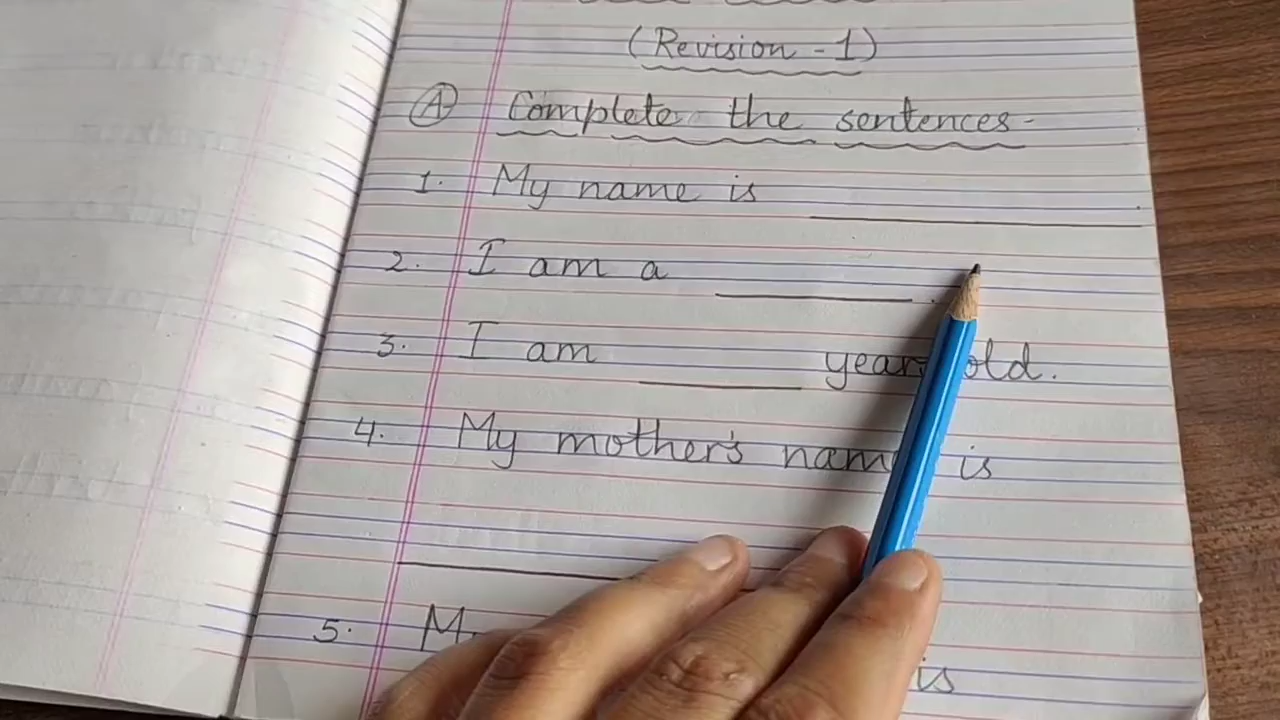 (Revision - 1)
A Complete the sentences-
1. My name is
2. I am a .
3. I am years old.
4. My mother's name is
5. is